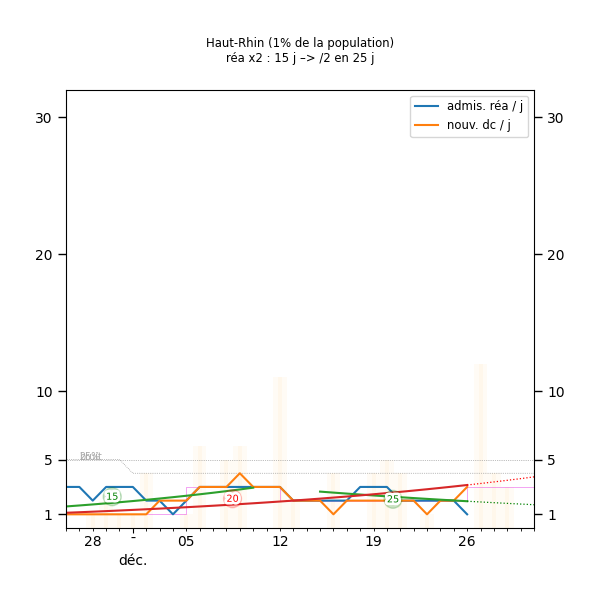 Haut-Rhin (1% de la population)
réa x2 : 15 j –> /2 en 25 j
admis. réa / j
nouv. dc / j
30 30
20 20
10 10
5 5
15 20 25
1 1
28 - 05 12 19 26
déc.